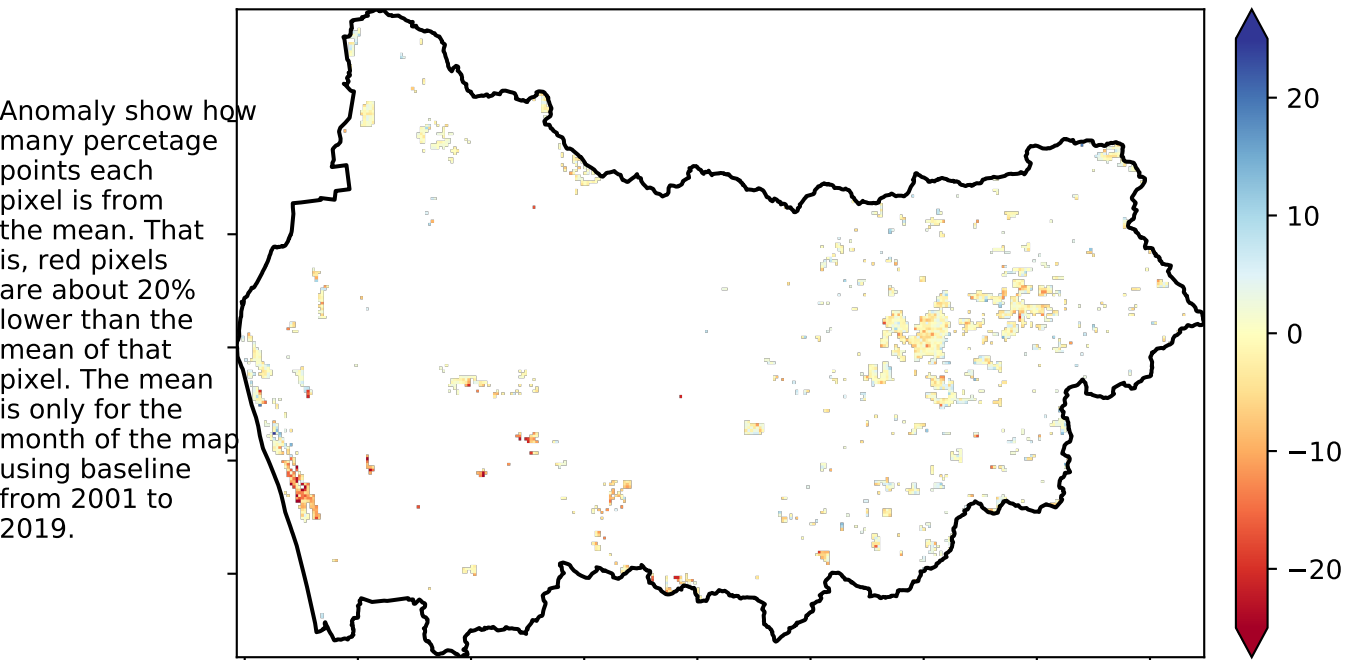 Anomaly show how
many percetage
points each
pixel is from
the mean. That
is, red pixels
are about 20%
lower than the
mean of that
pixel. The mean
is only for the
month of the map
using baseline
from 2001 to
2019.
20
10
0
−10
−20